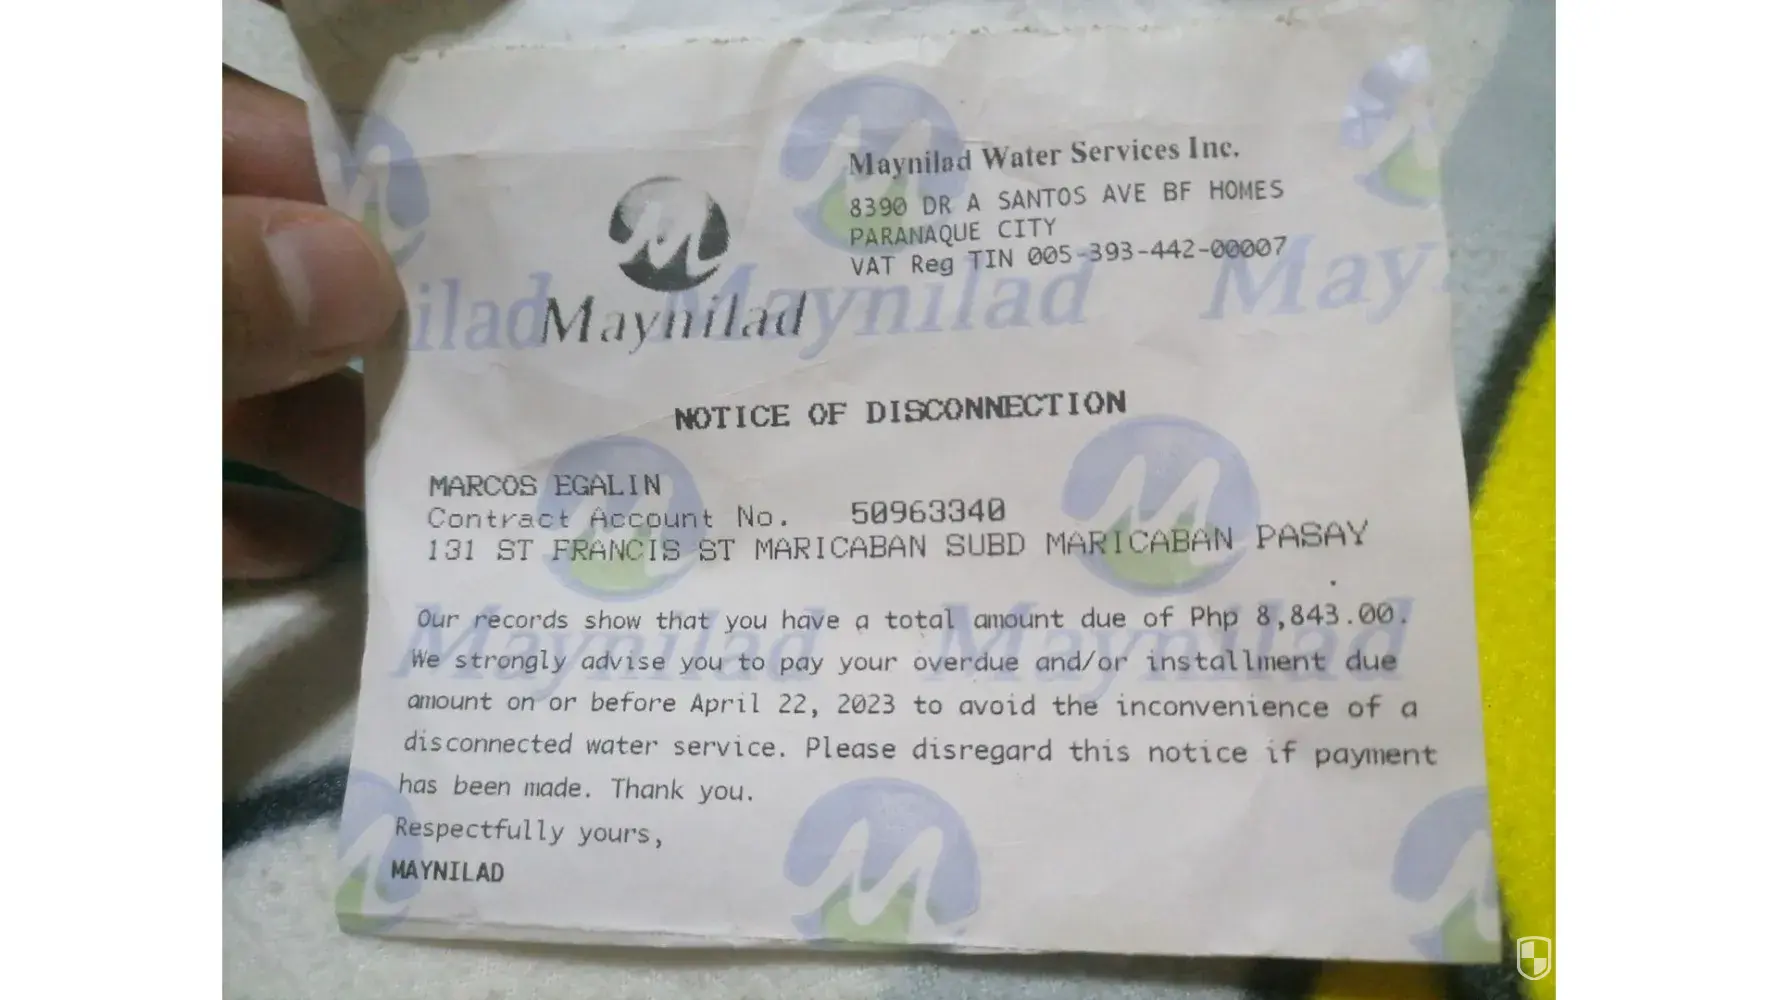 Maynilad Water Services Inc.
8390 DR A SANTOS AVE BF HOMES
PARANAQUE CITY
VAT Reg TIN 005-393-442-00007
Maynilad
NOTICE OF DISCONNECTION
MARCOS EGALIN
Contract Account No. 50963340
131 ST FRANCIS ST MARICABAN SUBD MARICABAN PASAY
Our records show that you have a total amount due of Php 8,843.00.
We strongly advise you to pay your overdue and/or installment due
amount on or before April 22, 2023 to avoid the inconvenience of a
disconnected water service. Please disregard this notice if payment
has been made. Thank you.
Respectfully yours,
MAYNILAD